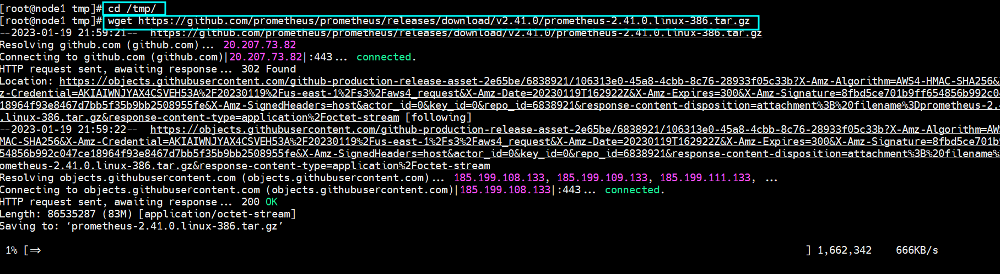 [root@node1 tmp]# cd /tmp/
[root@node1 tmp]# wget https://github.com/prometheus/prometheus/releases/download/v2.41.0/prometheus-2.41.0.linux-386.tar.gz
--2023-01-19 21:59:21--  https://github.com/prometheus/prometheus/releases/download/v2.41.0/prometheus-2.41.0.linux-386.tar.gz
Resolving github.com (github.com)... 20.207.73.82
Connecting to github.com (github.com)|20.207.73.82|:443... connected.
HTTP request sent, awaiting response... 302 Found
Location: https://objects.githubusercontent.com/github-production-release-asset-2e65be/6838921/106313e0-45a8-4cbb-8c76-28933f05c33b?X-Amz-Algorithm=AWS4-HMAC-SHA256&
z-Credential=AKIAIWNJYAX4CSVEH53A%2F20230119%2Fus-east-1%2Fs3%2Faws4_request&X-Amz-Date=20230119T162922Z&X-Amz-Expires=300&X-Amz-Signature=8fbd5ce701b9ff654856b992c04
18964f93e8467d7bb5f35b9bb2508955fe&X-Amz-SignedHeaders=host&actor_id=0&key_id=0&repo_id=6838921&response-content-disposition=attachment%3B%20filename%3Dprometheus-2.
.linux-386.tar.gz&response-content-type=application%2Foctet-stream [following]
--2023-01-19 21:59:22--  https://objects.githubusercontent.com/github-production-release-asset-2e65be/6838921/106313e0-45a8-4cbb-8c76-28933f05c33b?X-Amz-Algorithm=AW
MAC-SHA256&X-Amz-Credential=AKIAIWNJYAX4CSVEH53A%2F20230119%2Fus-east-1%2Fs3%2Faws4_request&X-Amz-Date=20230119T162922Z&X-Amz-Expires=300&X-Amz-Signature=8fbd5ce701b
54856b992c047ce18964f93e8467d7bb5f35b9bb2508955fe&X-Amz-SignedHeaders=host&actor_id=0&key_id=0&repo_id=6838921&response-content-disposition=attachment%3B%20filename%
ometheus-2.41.0.linux-386.tar.gz&response-content-type=application%2Foctet-stream
Resolving objects.githubusercontent.com (objects.githubusercontent.com)... 185.199.108.133, 185.199.109.133, 185.199.111.133, ...
Connecting to objects.githubusercontent.com (objects.githubusercontent.com)|185.199.108.133|:443... connected.
HTTP request sent, awaiting response... 200 OK
Length: 86535287 (83M) [application/octet-stream]
Saving to: ‘prometheus-2.41.0.linux-386.tar.gz’
1% [=> ] 1,662,342 666KB/s